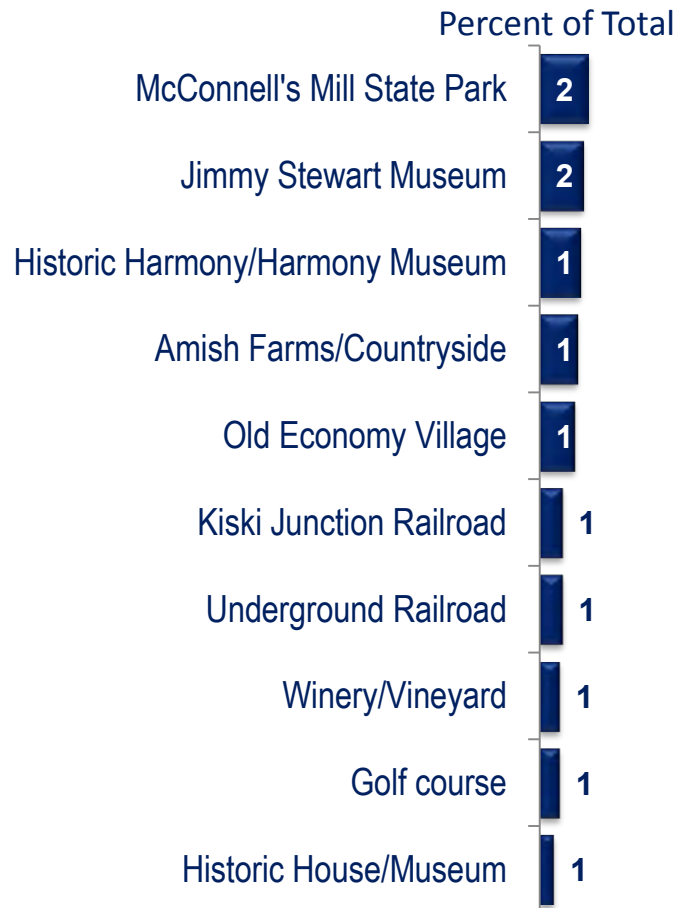 Percent of Total
McConnell's Mill State Park 2
Jimmy Stewart Museum 2
Historic Harmony/Harmony Museum 1
Amish Farms/Countryside 1
Old Economy Village 1
Kiski Junction Railroad 1
Underground Railroad 1
Winery/Vineyard 1
Golf course 1
Historic House/Museum 1